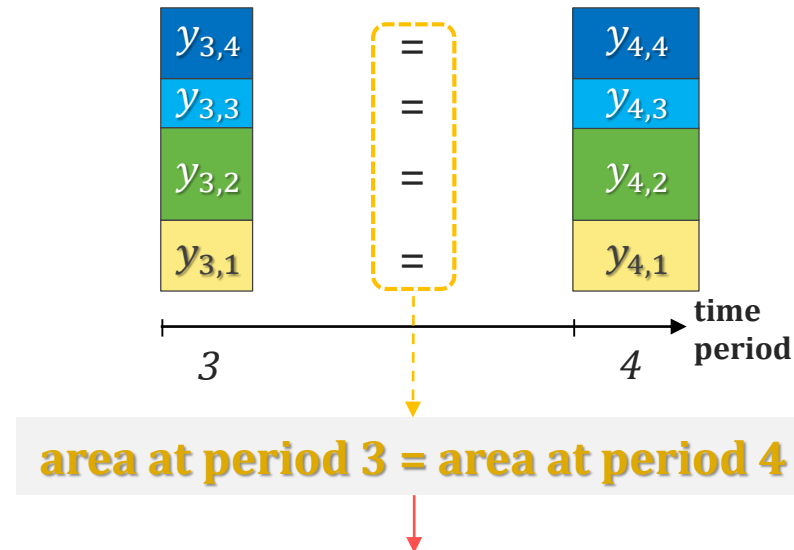 y3,4 = y4,4
y3,3 = y4,3
y3,2 = y4,2
y3,1 = y4,1
time
period
3 4
area at period 3 = area at period 4